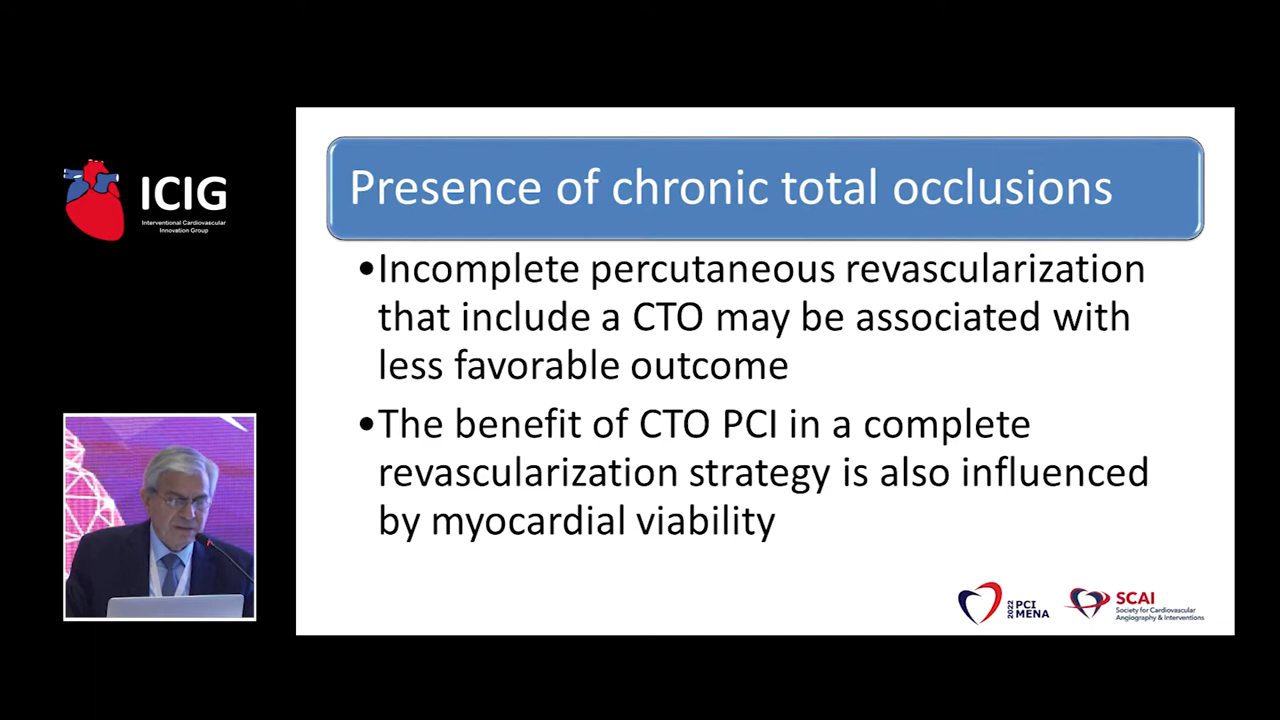 ICIG
Interventional Cardiovascular
Innovation Group
Presence of chronic total occlusions
•Incomplete percutaneous revascularization
that include a CTO may be associated with
less favorable outcome
•The benefit of CTO PCI in a complete
revascularization strategy is also influenced
by myocardial viability
2022 PCI
MENA
SCAI
Society for Cardiovascular
Angiography & Interventions